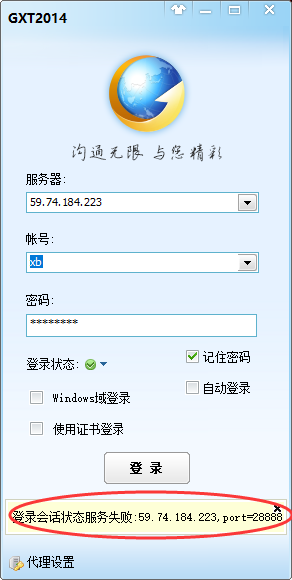 GXT2014
沟通无限 与您精彩
服务器:
59.74.184.223
帐号:
xb
密码:
********
登录状态:
记住密码
自动登录
Windows域登录
使用证书登录
登 录
登录会话状态服务失败:59.74.184.223,port=28888
代理设置